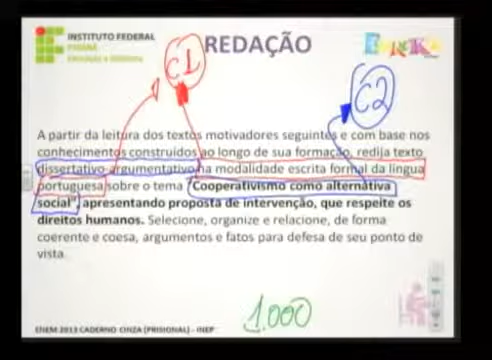 INSTITUTO FEDERAL
PARANÁ
REDAÇÃO
EUREKA
C1
C2
A partir da leitura dos textos motivadores seguintes e com base nos
conhecimentos construídos ao longo de sua formação, redija texto
dissertativo-argumentativo na modalidade escrita formal da língua
portuguesa sobre o tema "Cooperativismo como alternativa
social", apresentando proposta de intervenção, que respeite os
direitos humanos. Selecione, organize e relacione, de forma
coerente e coesa, argumentos e fatos para defesa de seu ponto de
vista.
1.000
ENEM 2013 CADERNO CINZA (PRISIONAL) - INEP